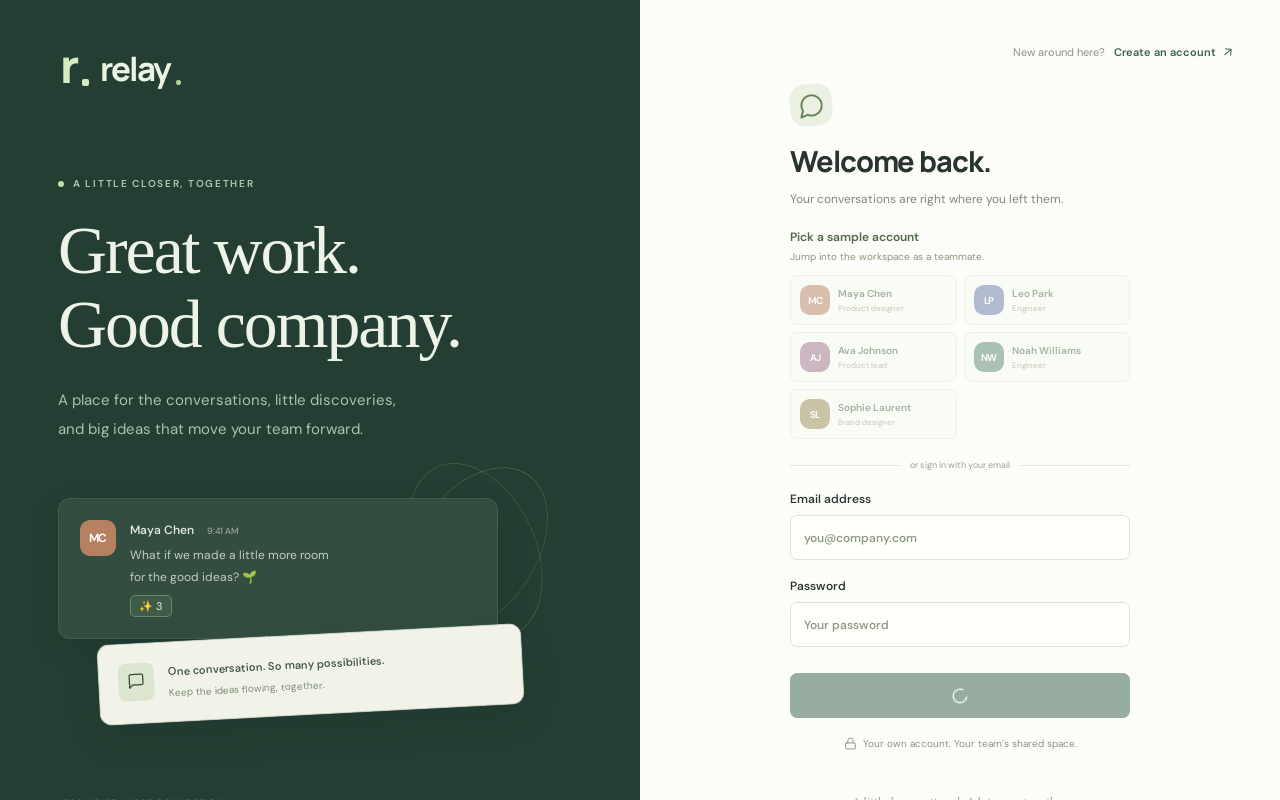 r. relay.
A LITTLE CLOSER, TOGETHER
Great work.
Good company.
A place for the conversations, little discoveries,
and big ideas that move your team forward.
MC
Maya Chen 9:41 AM
What if we made a little more room
for the good ideas? 🌱
✨ 3
One conversation. So many possibilities.
Keep the ideas flowing, together.
New around here? Create an account ↗
Welcome back.
Your conversations are right where you left them.
Pick a sample account
Jump into the workspace as a teammate.
MC
Maya Chen
Product designer
LP
Leo Park
Engineer
AJ
Ava Johnson
Product lead
NW
Noah Williams
Engineer
SL
Sophie Laurent
Brand designer
or sign in with your email
Email address
you@company.com
Password
Your password
Your own account. Your team's shared space.